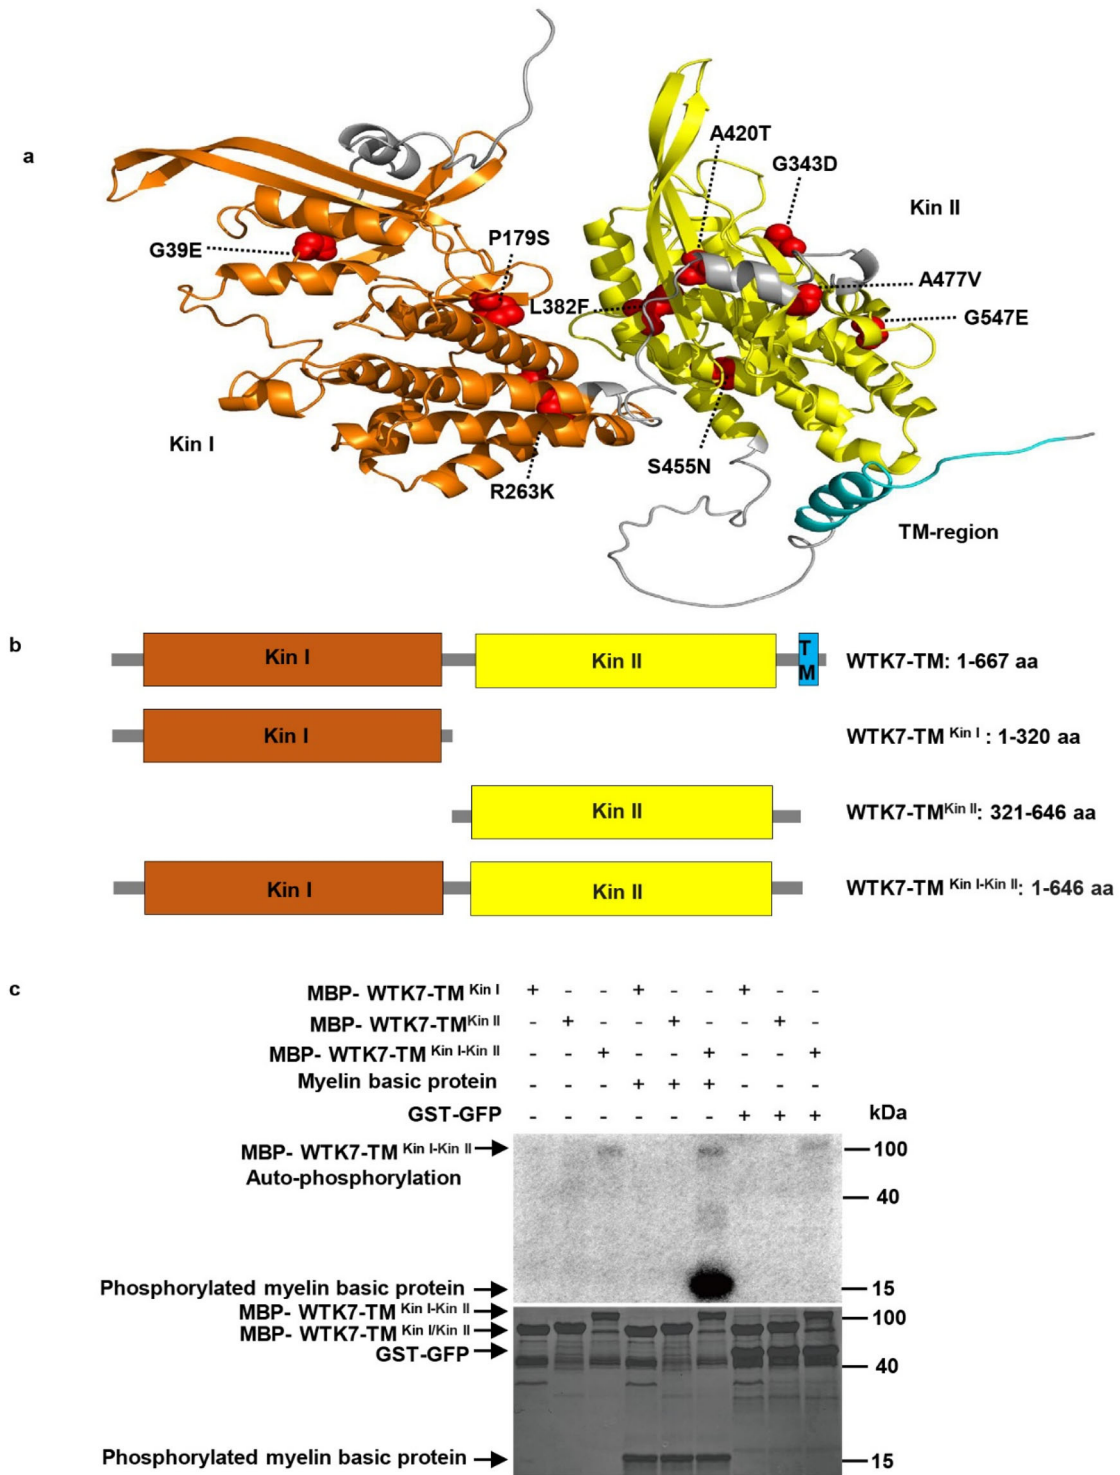 a
A420T
G343D
Kin II
G39E
P179S
L382F
A477V
G547E
Kin I
R263K
S455N
TM-region
b
Kin I
Kin II
TM
WTK7-TM: 1-667 aa
Kin I
WTK7-TM Kin I : 1-320 aa
Kin II
WTK7-TM Kin II: 321-646 aa
Kin I
Kin II
WTK7-TM Kin I-Kin II: 1-646 aa
c
MBP- WTK7-TM Kin I + - - + - - + - -
MBP- WTK7-TM Kin II - + - - + - - + -
MBP- WTK7-TM Kin I-Kin II - - + - - + - - +
Myelin basic protein - - - + + + - - -
GST-GFP - - - - - - + + + kDa
MBP- WTK7-TM Kin I-Kin II
100
Auto-phosphorylation
40
Phosphorylated myelin basic protein
15
MBP- WTK7-TM Kin I-Kin II
100
MBP- WTK7-TM Kin I/Kin II
GST-GFP
40
Phosphorylated myelin basic protein
15